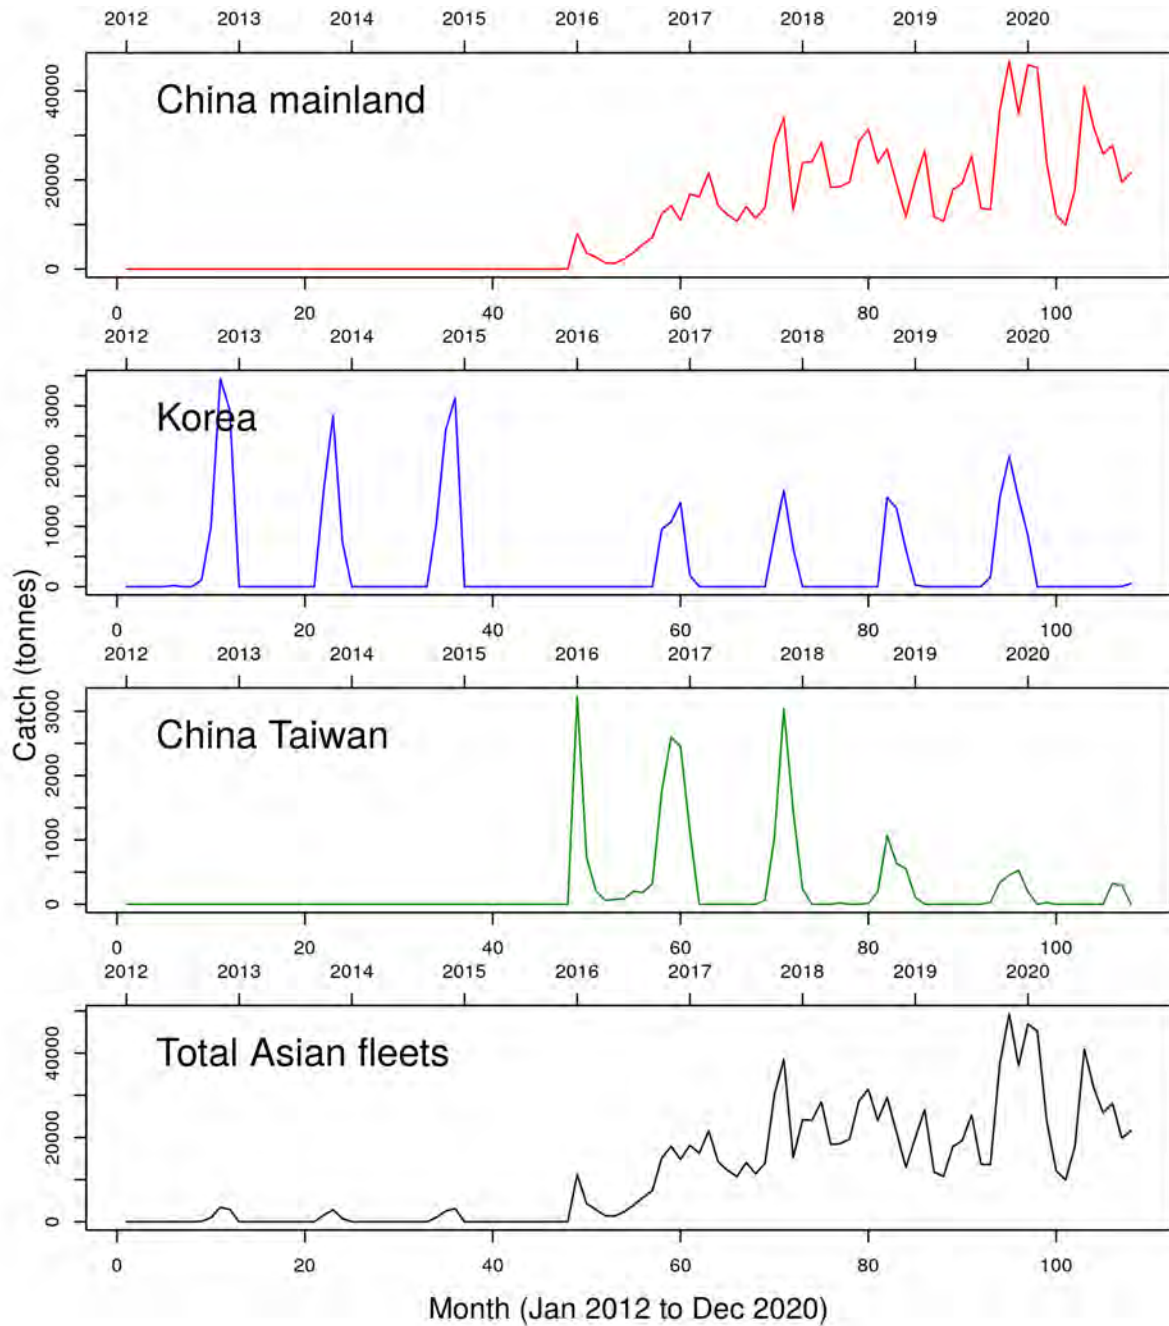 2012 2013 2014 2015 2016 2017 2018 2019 2020
China mainland
0 20000 40000
0 20 40 60 80 100
2012 2013 2014 2015 2016 2017 2018 2019 2020
Korea
0 1000 2000 3000
0 20 40 60 80 100
2012 2013 2014 2015 2016 2017 2018 2019 2020
China Taiwan
0 1000 2000 3000
0 20 40 60 80 100
2012 2013 2014 2015 2016 2017 2018 2019 2020
Total Asian fleets
0 20000 40000
0 20 40 60 80 100
Catch (tonnes)
Month (Jan 2012 to Dec 2020)